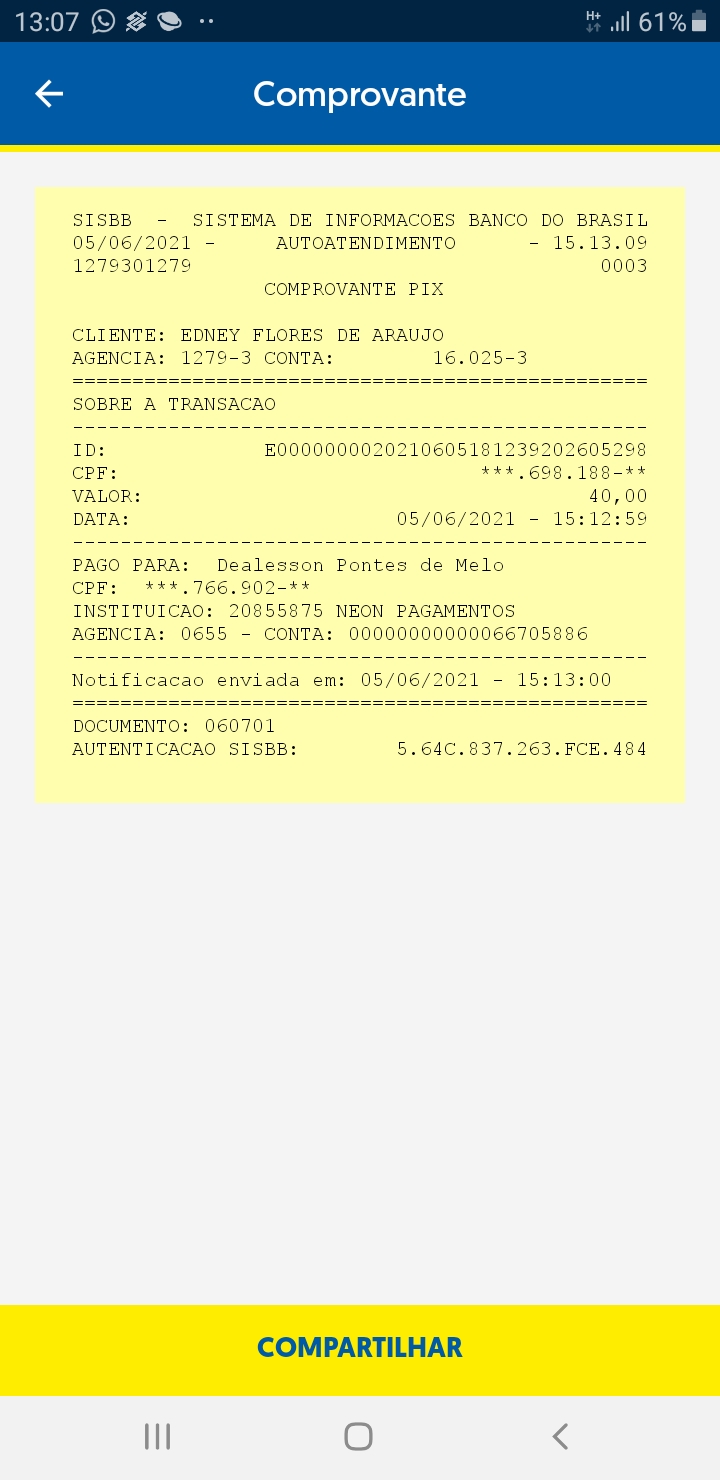 13:07
H+
61%
Comprovante
SISBB - SISTEMA DE INFORMACOES BANCO DO BRASIL
05/06/2021 - AUTOATENDIMENTO - 15.13.09
1279301279 0003
COMPROVANTE PIX
CLIENTE: EDNEY FLORES DE ARAUJO
AGENCIA: 1279-3 CONTA: 16.025-3
================================================
SOBRE A TRANSACAO
------------------------------------------------
ID: E0000000020210605181239202605298
CPF: ***.698.188-**
VALOR: 40,00
DATA: 05/06/2021 - 15:12:59
------------------------------------------------
PAGO PARA: Dealesson Pontes de Melo
CPF: ***.766.902-**
INSTITUICAO: 20855875 NEON PAGAMENTOS
AGENCIA: 0655 - CONTA: 00000000000066705886
------------------------------------------------
Notificacao enviada em: 05/06/2021 - 15:13:00
================================================
DOCUMENTO: 060701
AUTENTICACAO SISBB: 5.64C.837.263.FCE.484
COMPARTILHAR